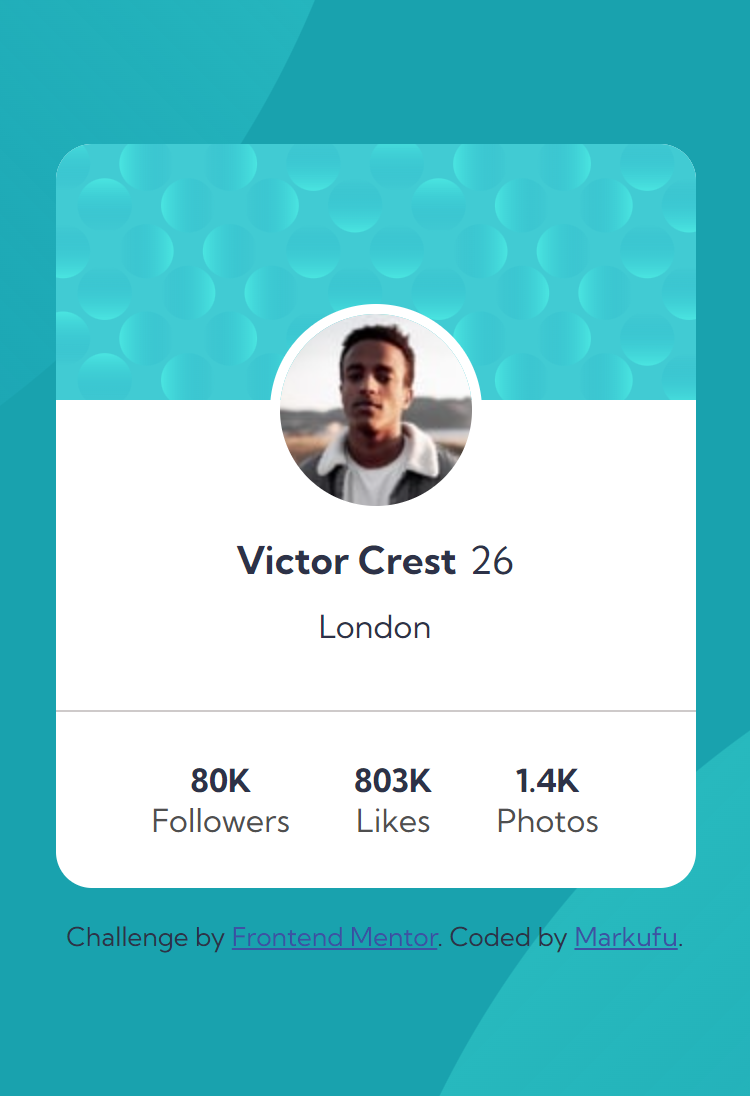 Victor Crest 26
London
80K 803K 1.4K
Followers Likes Photos
Challenge by Frontend Mentor. Coded by Markufu.